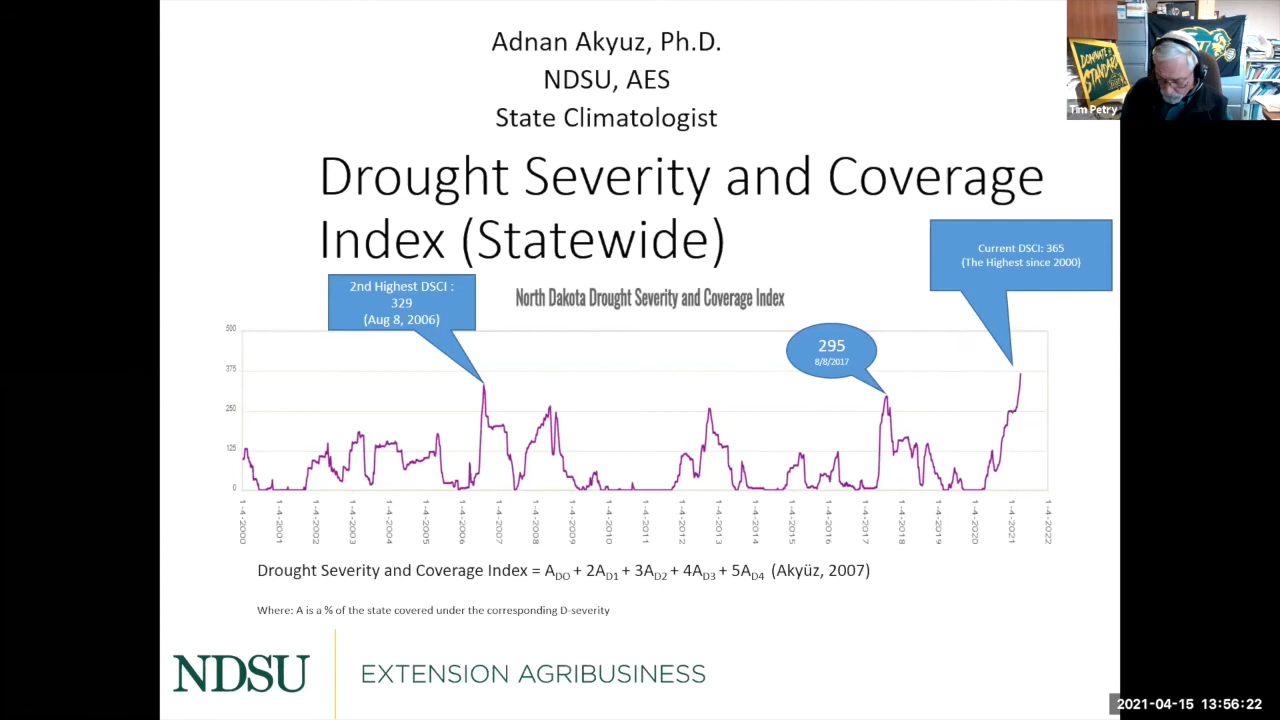 Adnan Akyuz, Ph.D.
NDSU, AES
State Climatologist
DOMINATE
STANDARD
Tim Petry
Drought Severity and Coverage
Index (Statewide)
Current DSCI: 365
(The Highest since 2000)
2nd Highest DSCI :
329
(Aug 8, 2006)
North Dakota Drought Severity and Coverage Index
295
8/8/2017
500
375
250
125
0
1-4-2000
1-4-2001
1-4-2002
1-4-2003
1-4-2004
1-4-2005
1-4-2006
1-4-2007
1-4-2008
1-4-2009
1-4-2010
1-4-2011
1-4-2012
1-4-2013
1-4-2014
1-4-2015
1-4-2016
1-4-2017
1-4-2018
1-4-2019
1-4-2020
1-4-2021
1-4-2022
Drought Severity and Coverage Index = ADO + 2AD1 + 3AD2 + 4AD3 + 5AD4 (Akyüz, 2007)
Where: A is a % of the state covered under the corresponding D-severity
NDSU
EXTENSION AGRIBUSINESS
2021-04-15 13:56:22